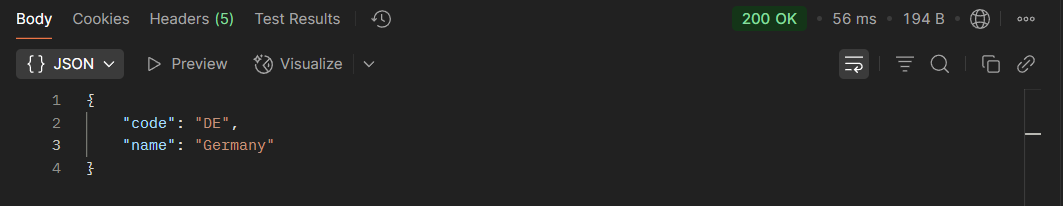 Body Cookies Headers (5) Test Results 200 OK • 56 ms • 194 B
{} JSON Preview Visualize
1 {
2 "code": "DE",
3 "name": "Germany"
4 }